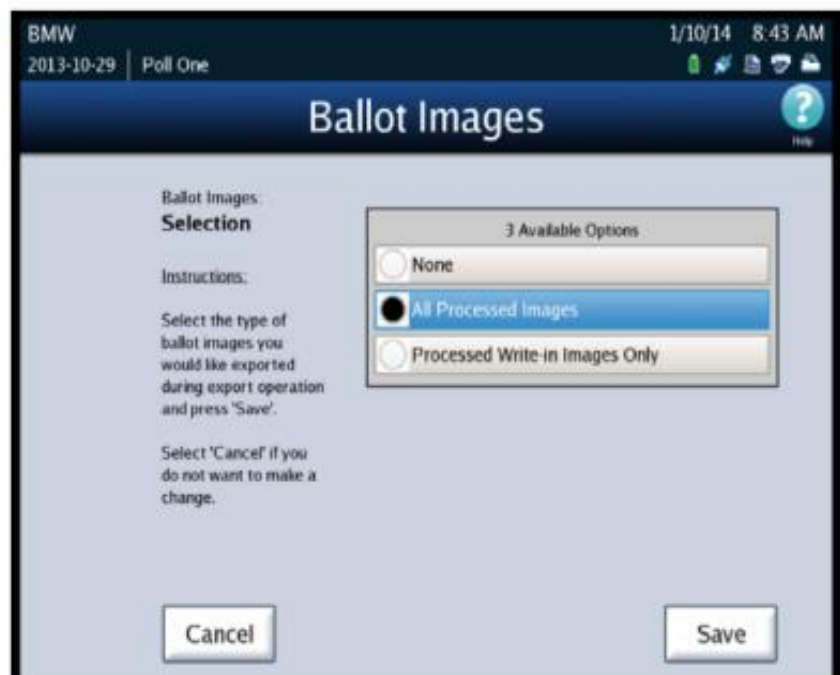 BMW
1/10/14 8:43 AM
2013-10-29 Poll One
Ballot Images
Help
Ballot Images:
Selection
Instructions:
Select the type of
ballot images you
would like exported
during export operation
and press 'Save'.
Select 'Cancel' if you
do not want to make a
change.
3 Available Options
None
All Processed Images
Processed Write-in Images Only
Cancel
Save